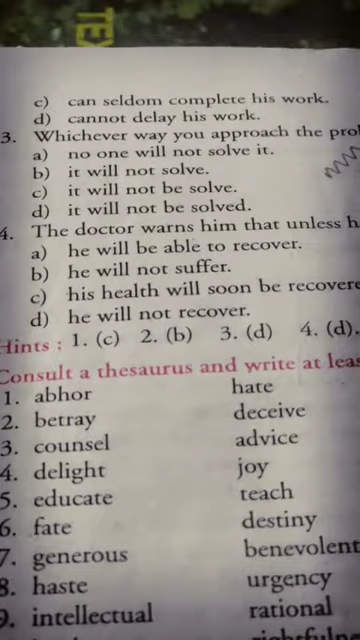 TEX
c) can seldom complete his work.
d) cannot delay his work.
3. Whichever way you approach the
a) no one will not solve it.
b) it will not solve.
c) it will not be solve.
d) it will not be solved.
4. The doctor warns him that unless
a) he will be able to recover.
b) he will not suffer.
c) his health will soon be
d) he will not recover.
Hints : 1. (c) 2. (b) 3. (d) 4. (d).
Consult a thesaurus and write at
1. abhor hate
2. betray deceive
3. counsel advice
4. delight joy
5. educate teach
6. fate destiny
7. generous benevolent
8. haste urgency
9. intellectual rational